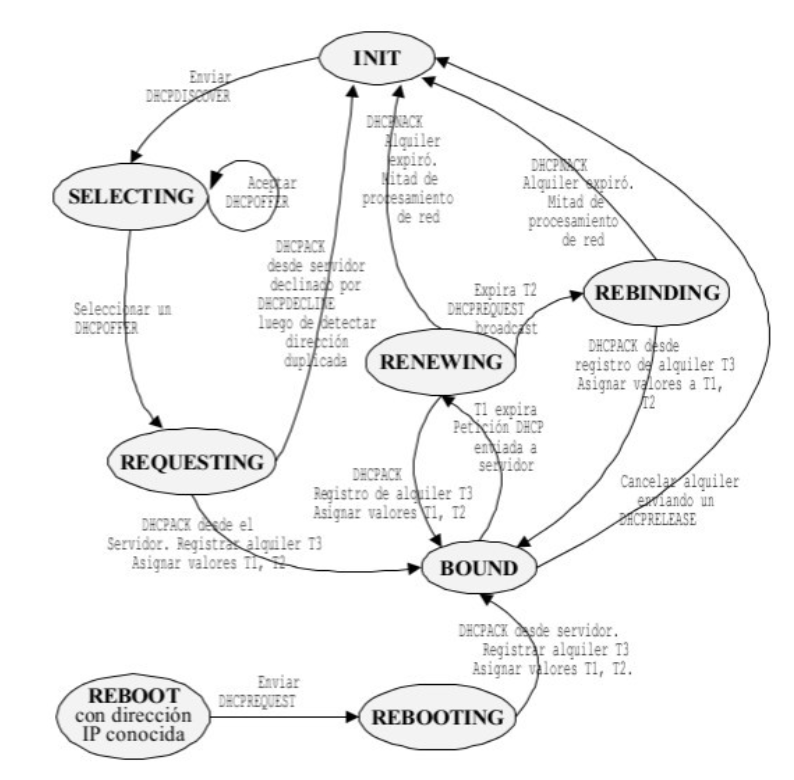 INIT
Enviar
DHCPDISCOVER
SELECTING
Aceptar
DHCPOFFER
DHCPNACK
Alquiler
expiró.
Mitad de
procesamiento
de red
DHCPNACK
Alquiler expiró.
Mitad de
procesamiento
de red
DHCPACK
desde servidor
declinado por
DHCPDECLINE
luego de detectar
dirección
duplicada
Seleccionar un
DHCPOFFER
Expira T2
DHCPREQUEST
broadcast
REBINDING
RENEWING
DHCPACK desde
registro de alquiler T3
Asignar valores a T1,
T2
T1 expira
Petición DHCP
enviada a
servidor
REQUESTING
DHCPACK
Registro de alquiler T3
Asignar valores T1, T2
Cancelar alquiler
enviando un
DHCPRELEASE
DHCPACK desde el
Servidor. Registrar alquiler T3
Asignar valores T1, T2
BOUND
DHCPACK desde servidor.
Registrar alquiler T3
Asignar valores T1, T2.
REBOOT
con dirección
IP conocida
Enviar
DHCPREQUEST
REBOOTING